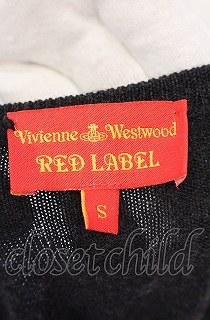 Vivienne Westwood
RED LABEL
S
closet child